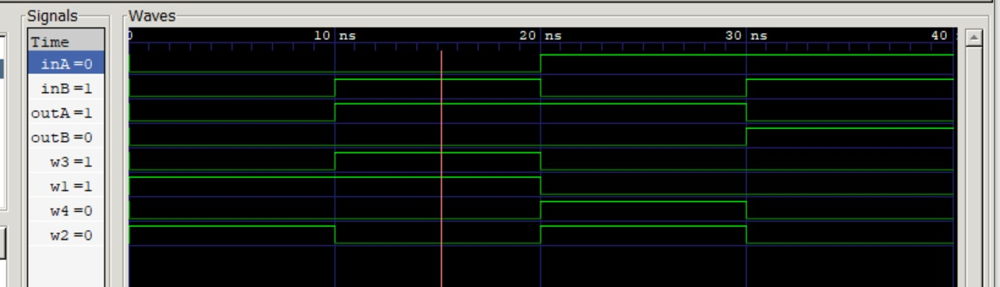 Signals
Waves
Time
10 ns
20 ns
30 ns
40
inA=0
inB=1
outA=1
outB=0
w3=1
w1=1
w4=0
w2=0